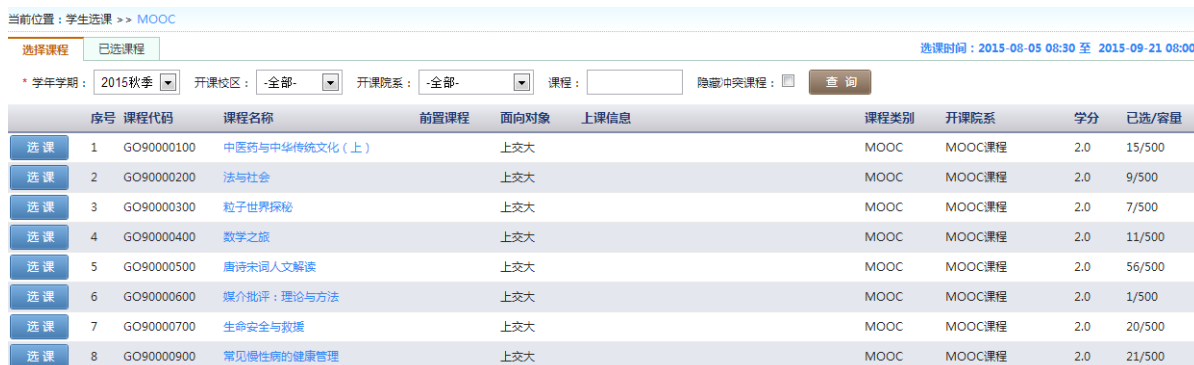 当前位置：学生选课 >> MOOC
选择课程 已选课程 选课时间：2015-08-05 08:30 至 2015-09-21 08:00
* 学年学期： 2015秋季 开课校区： -全部- 开课院系： -全部- 课程： 隐藏冲突课程： 查 询
序号 课程代码 课程名称 前置课程 面向对象 上课信息 课程类别 开课院系 学分 已选/容量
选 课 1 GO90000100 中医药与中华传统文化（上） 上交大 MOOC MOOC课程 2.0 15/500
选 课 2 GO90000200 法与社会 上交大 MOOC MOOC课程 2.0 9/500
选 课 3 GO90000300 粒子世界探秘 上交大 MOOC MOOC课程 2.0 7/500
选 课 4 GO90000400 数学之旅 上交大 MOOC MOOC课程 2.0 11/500
选 课 5 GO90000500 唐诗宋词人文解读 上交大 MOOC MOOC课程 2.0 56/500
选 课 6 GO90000600 媒介批评：理论与方法 上交大 MOOC MOOC课程 2.0 1/500
选 课 7 GO90000700 生命安全与救援 上交大 MOOC MOOC课程 2.0 20/500
选 课 8 GO90000900 常见慢性病的健康管理 上交大 MOOC MOOC课程 2.0 21/500